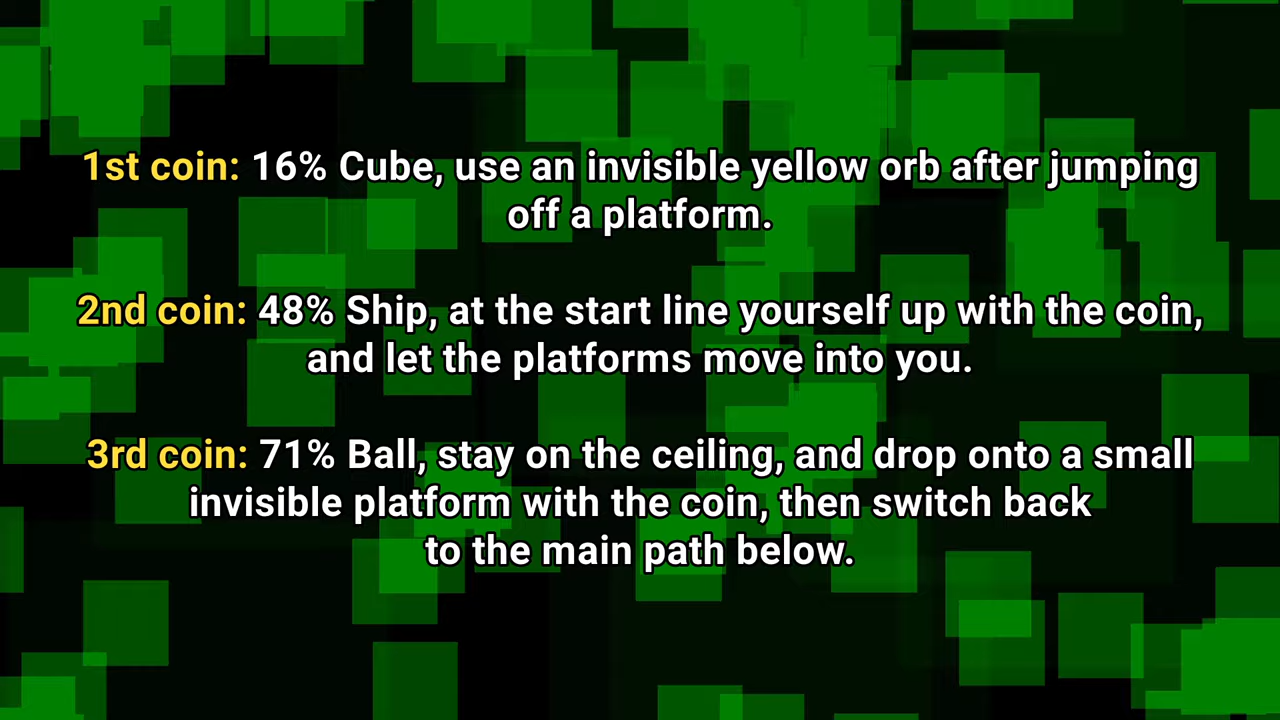 1st coin: 16% Cube, use an invisible yellow orb after jumping
off a platform.
2nd coin: 48% Ship, at the start line yourself up with the coin,
and let the platforms move into you.
3rd coin: 71% Ball, stay on the ceiling, and drop onto a small
invisible platform with the coin, then switch back
to the main path below.